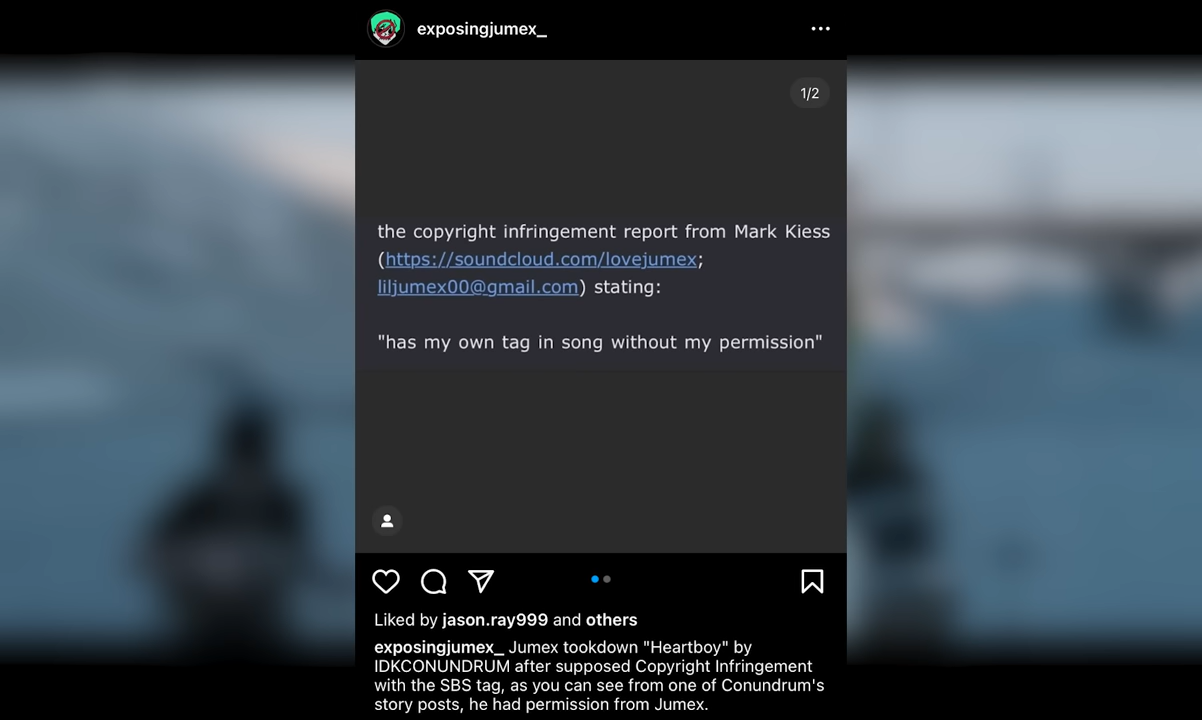 exposingjumex_
1/2
the copyright infringement report from Mark Kiess
(https://soundcloud.com/lovejumex;
liljumex00@gmail.com) stating:
"has my own tag in song without my permission"
Liked by jason.ray999 and others
exposingjumex_ Jumex tookdown "Heartboy" by
IDKCONUNDRUM after supposed Copyright Infringement
with the SBS tag, as you can see from one of Conundrum's
story posts, he had permission from Jumex.